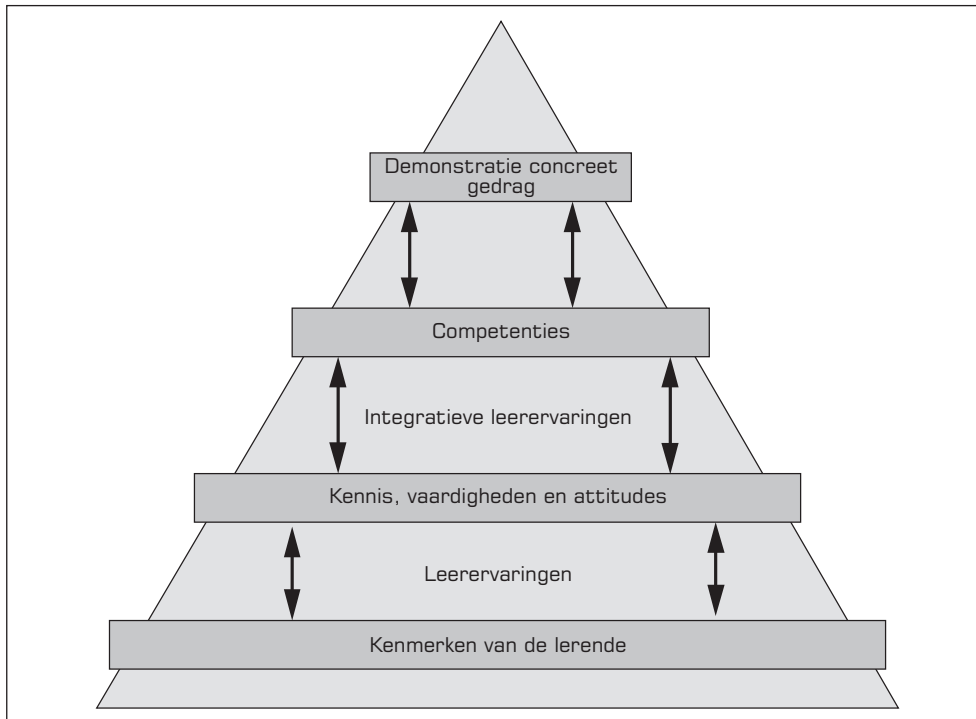 Demonstratie concreet
gedrag
Competenties
Integratieve leerervaringen
Kennis, vaardigheden en attitudes
Leerervaringen
Kenmerken van de lerende